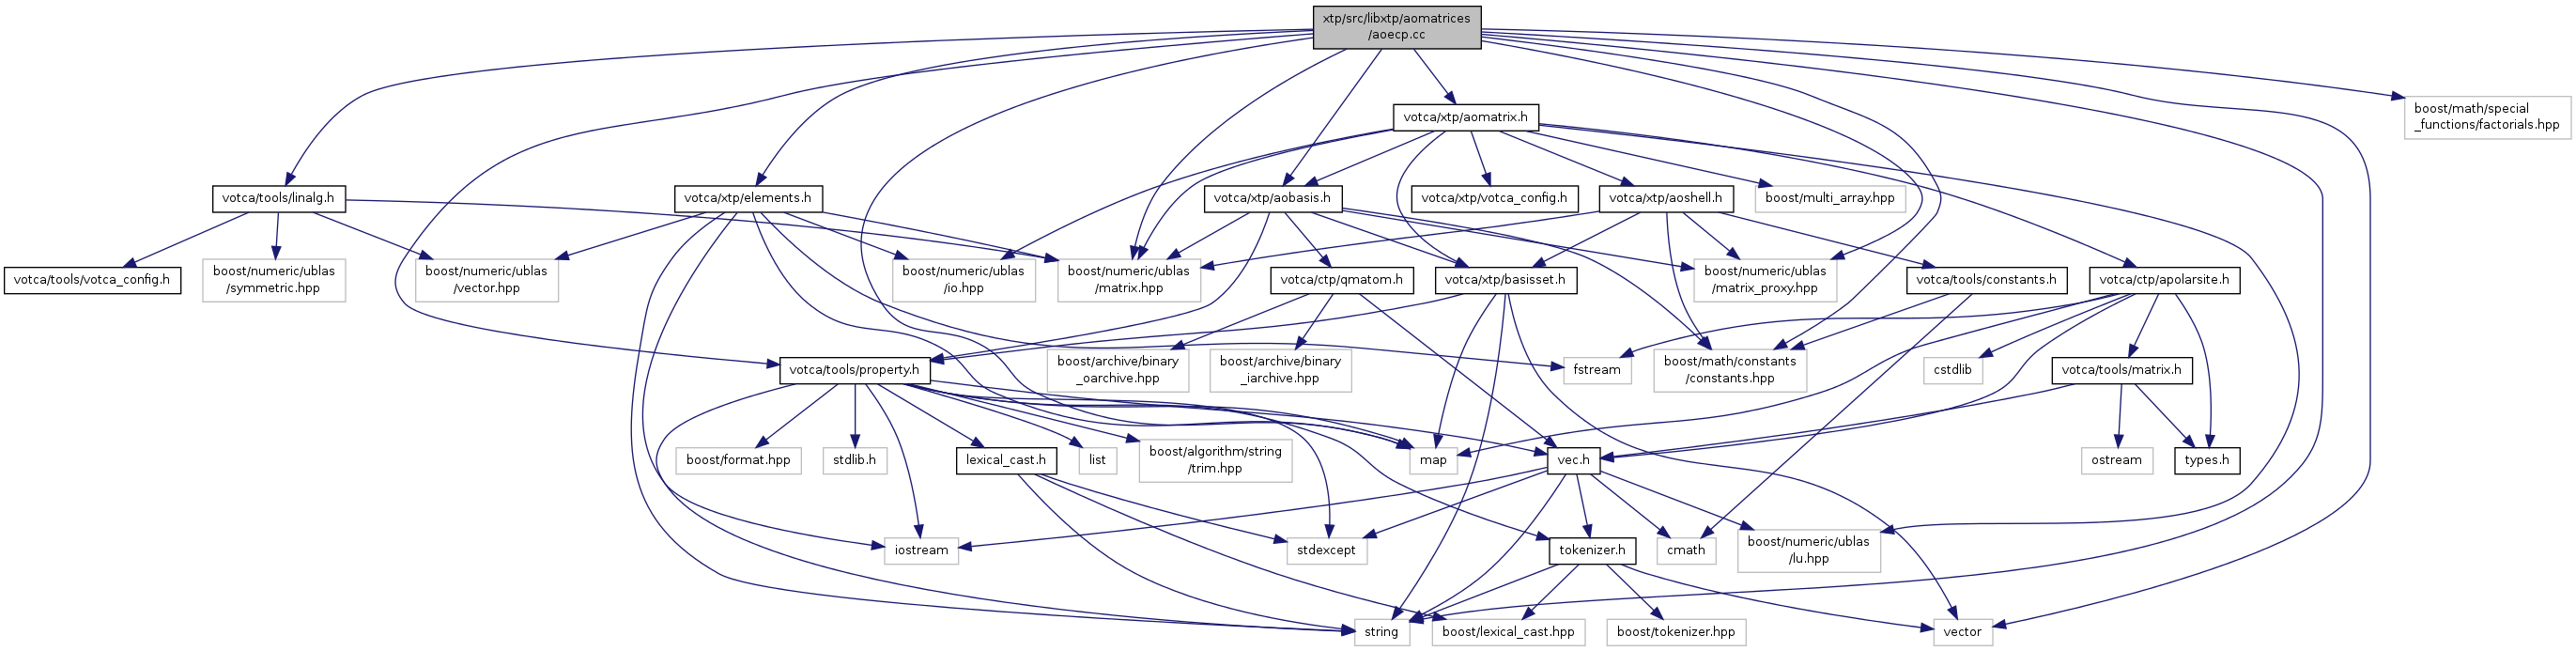 xtp/src/libxtp/aomatrices
/aoecp.cc
votca/xtp/aomatrix.h
boost/math/special
_functions/factorials.hpp
votca/tools/linalg.h
votca/xtp/elements.h
votca/xtp/aobasis.h
votca/xtp/votca_config.h
votca/xtp/aoshell.h
boost/multi_array.hpp
votca/tools/votca_config.h
boost/numeric/ublas
/symmetric.hpp
boost/numeric/ublas
/vector.hpp
boost/numeric/ublas
/io.hpp
boost/numeric/ublas
/matrix.hpp
votca/ctp/qmatom.h
votca/xtp/basisset.h
boost/numeric/ublas
/matrix_proxy.hpp
votca/tools/constants.h
votca/ctp/apolarsite.h
votca/tools/property.h
boost/archive/binary
_oarchive.hpp
boost/archive/binary
_iarchive.hpp
fstream
boost/math/constants
/constants.hpp
cstdlib
votca/tools/matrix.h
boost/format.hpp
stdlib.h
lexical_cast.h
list
boost/algorithm/string
/trim.hpp
map
vec.h
ostream
types.h
iostream
stdexcept
tokenizer.h
cmath
boost/numeric/ublas
/lu.hpp
string
boost/lexical_cast.hpp
boost/tokenizer.hpp
vector